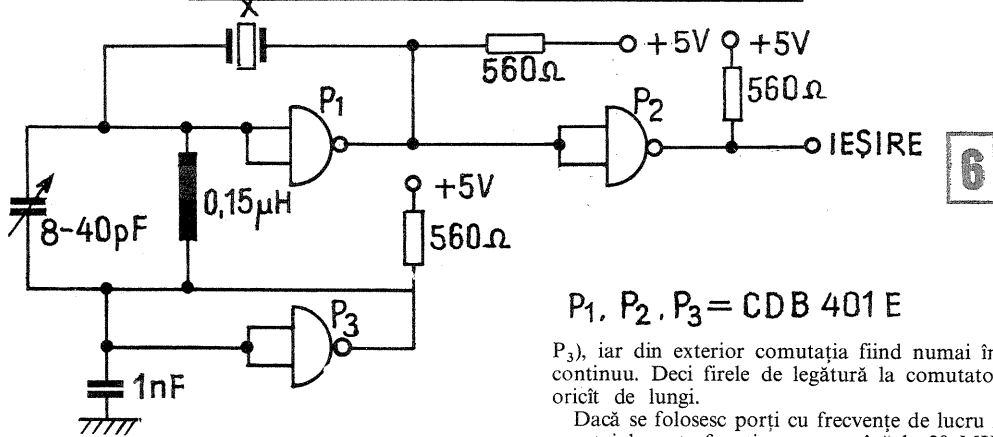 X
560Ω
+5V
+5V
560Ω
P1
P2
IEȘIRE
6
0,15μH
+5V
560Ω
8-40pF
P3
1nF
P1, P2, P3 = CDB 401 E
P3), iar din exterior comutația fiind numai în
continuu. Deci firele de legătură la comutato
oricît de lungi.
Dacă se folosesc porți cu frecvențe de lucru